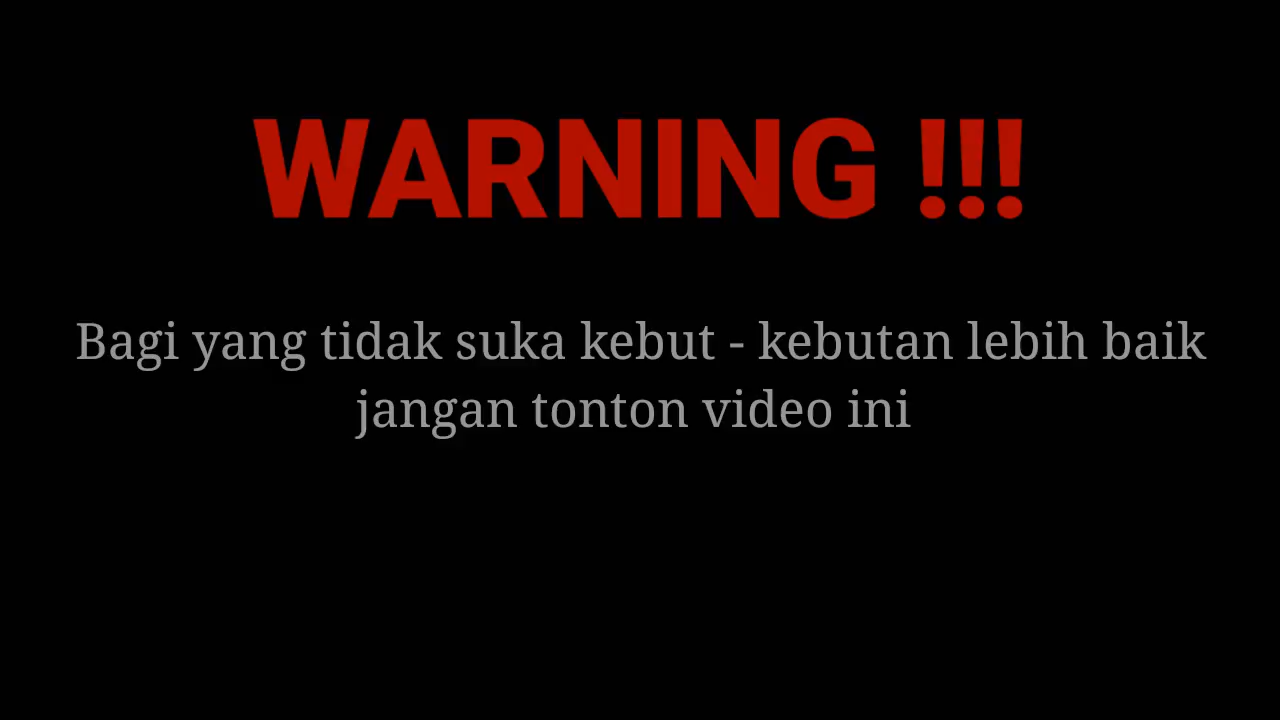 WARNING !!!
Bagi yang tidak suka kebut - kebutan lebih baik
jangan tonton video ini